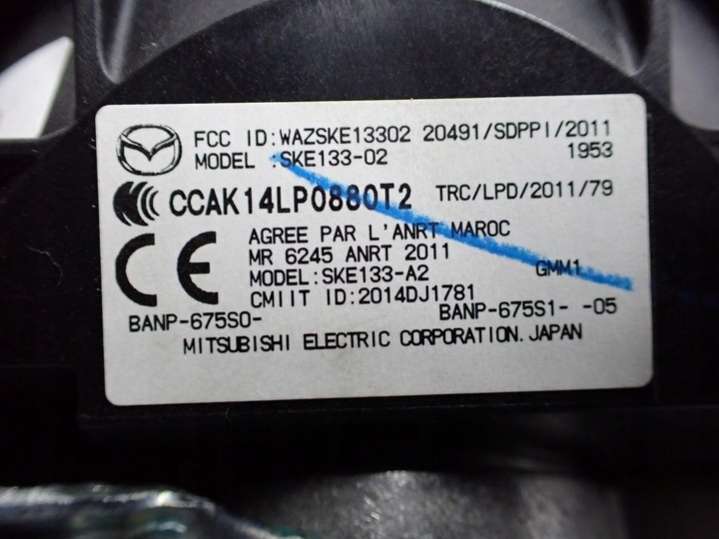 FCC ID:WAZSKE13302 20491/SDPPI/2011
MODEL :SKE133-02 1953
CCAK14LP0880T2 TRC/LPD/2011/79
CE AGREE PAR L'ANRT MAROC
MR 6245 ANRT 2011
MODEL:SKE133-A2 GMM1
CMIIT ID:2014DJ1781
BANP-675S0- BANP-675S1- -05
MITSUBISHI ELECTRIC CORPORATION.JAPAN